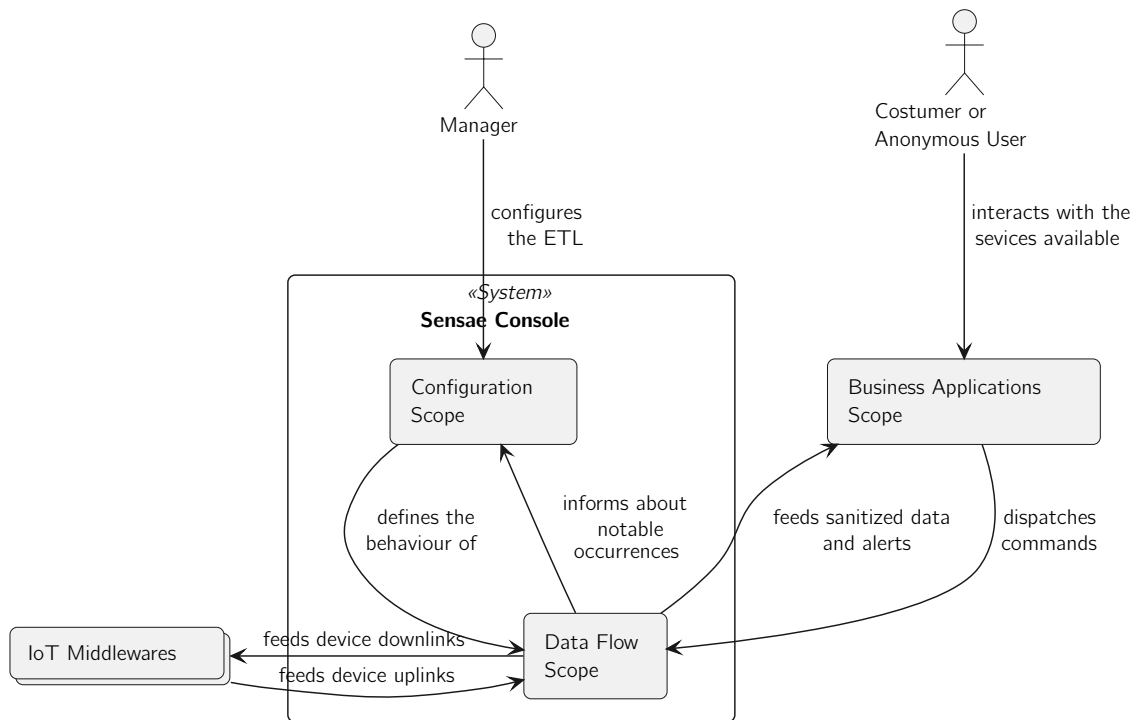 Manager
Costumer or
Anonymous User
configures
the ETL
interacts with the
sevices available
«System»
Sensae Console
Configuration
Scope
Business Applications
Scope
defines the
behaviour of
informs about
notable
occurrences
feeds sanitized data
and alerts
dispatches
commands
IoT Middlewares
feeds device downlinks
feeds device uplinks
Data Flow
Scope